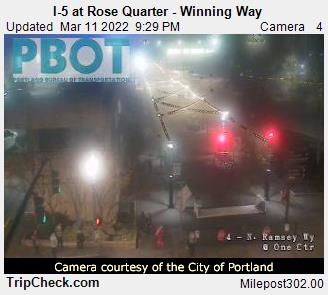 I-5 at Rose Quarter - Winning Way
Updated Mar 11 2022 9:29 PM Camera 4
PBOT
PORTLAND BUREAU OF TRANSPORTATION
4 - N. Ramsey Wy
@ One Ctr
Camera courtesy of the City of Portland
TripCheck.com Milepost302.00